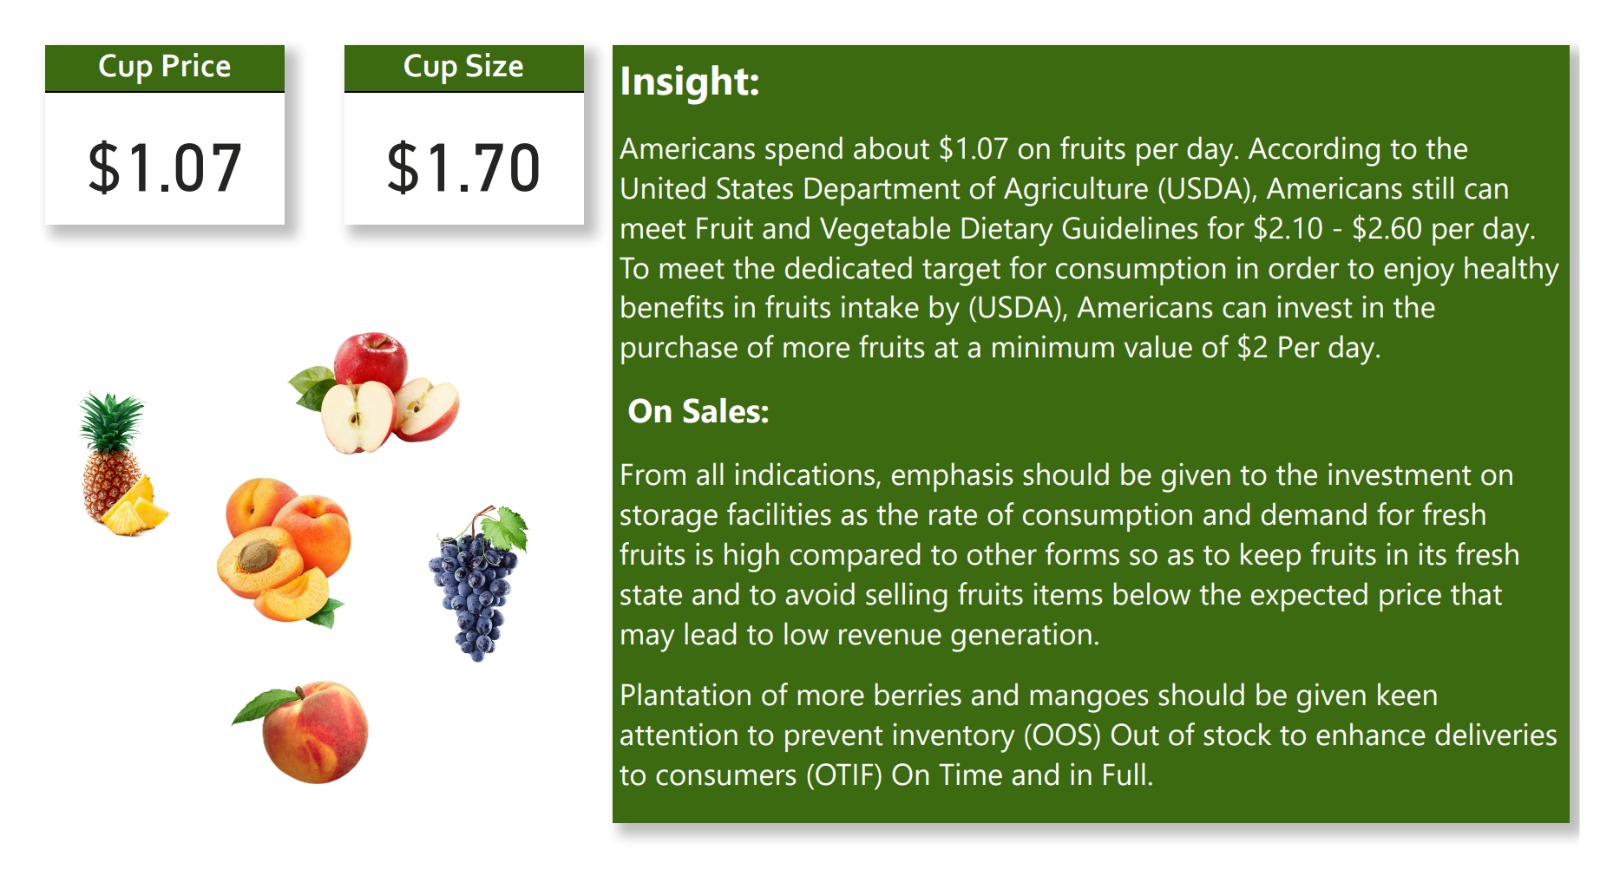 Cup Price
$1.07
Cup Size
$1.70
Insight:
Americans spend about $1.07 on fruits per day. According to the
United States Department of Agriculture (USDA), Americans still can
meet Fruit and Vegetable Dietary Guidelines for $2.10 - $2.60 per day.
To meet the dedicated target for consumption in order to enjoy healthy
benefits in fruits intake by (USDA), Americans can invest in the
purchase of more fruits at a minimum value of $2 Per day.
On Sales:
From all indications, emphasis should be given to the investment on
storage facilities as the rate of consumption and demand for fresh
fruits is high compared to other forms so as to keep fruits in its fresh
state and to avoid selling fruits items below the expected price that
may lead to low revenue generation.
Plantation of more berries and mangoes should be given keen
attention to prevent inventory (OOS) Out of stock to enhance deliveries
to consumers (OTIF) On Time and in Full.